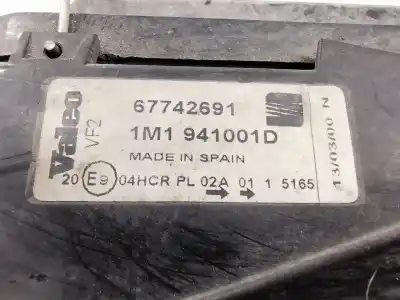 Valeo
VF2
67742691
1M1 941001D
MADE IN SPAIN
20 E9 04HCR PL 02A 01 1 5165
13/03/00 Z